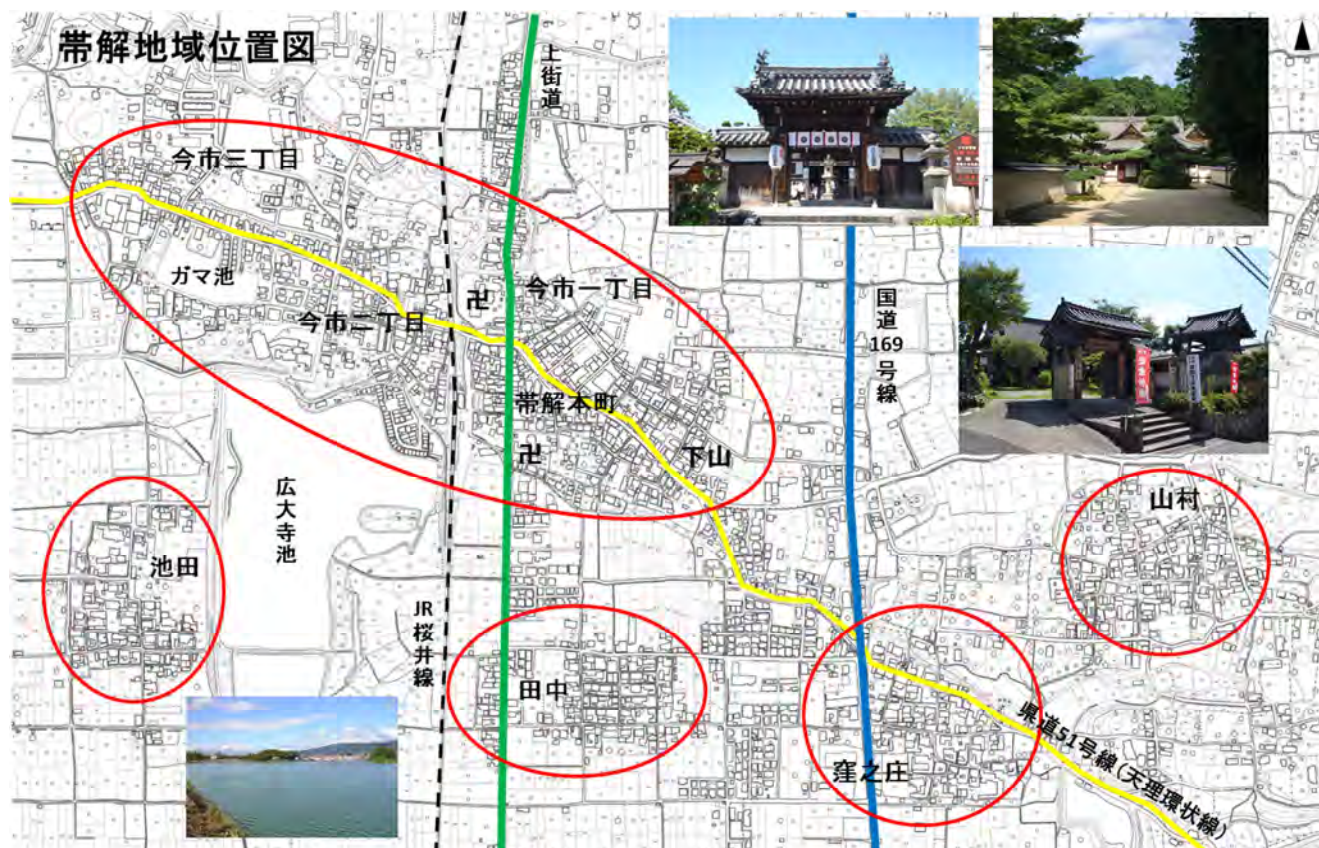 帯解地域位置図
上街道
今市三丁目
ガマ池
今市二丁目
卍
今市一丁目
国道169号線
帯解本町
卍
下山
広大寺池
山村
池田
JR桜井線
田中
窪之庄
県道51号線(天理環状線)